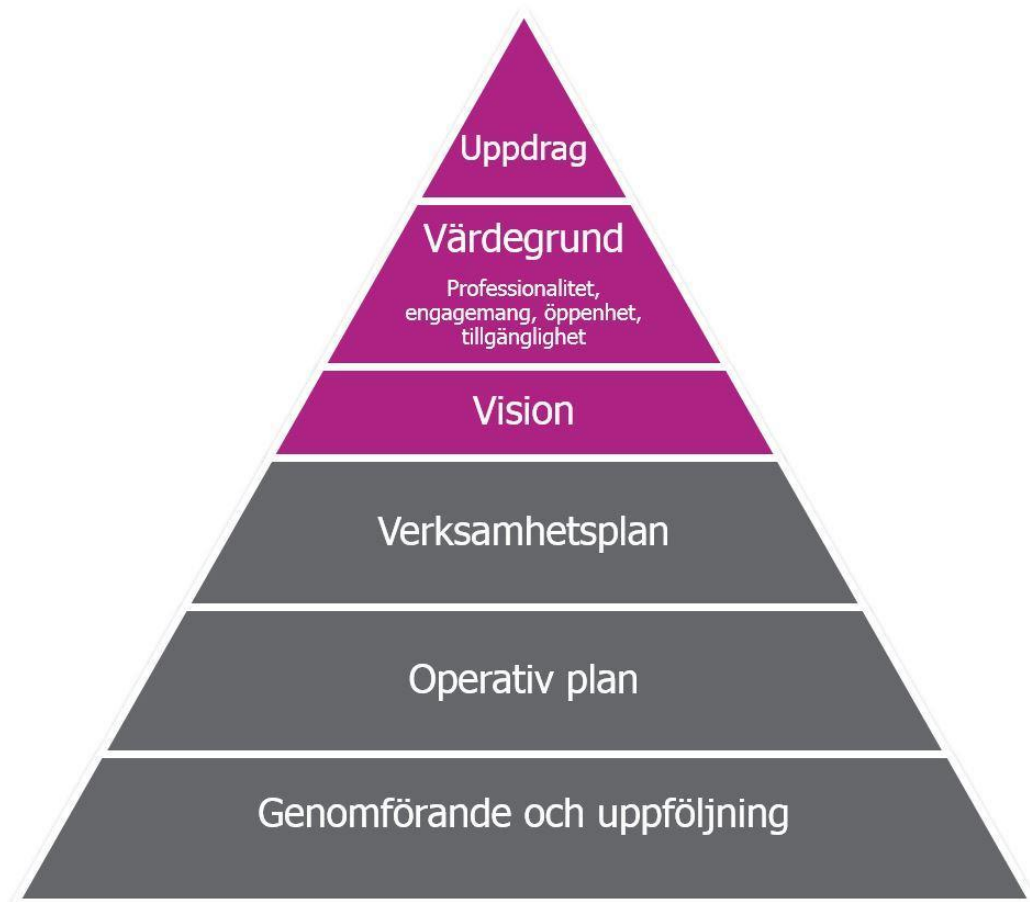 Uppdrag
Värdegrund
Professionalitet,
engagemang, öppenhet,
tillgänglighet
Vision
Verksamhetsplan
Operativ plan
Genomförande och uppföljning